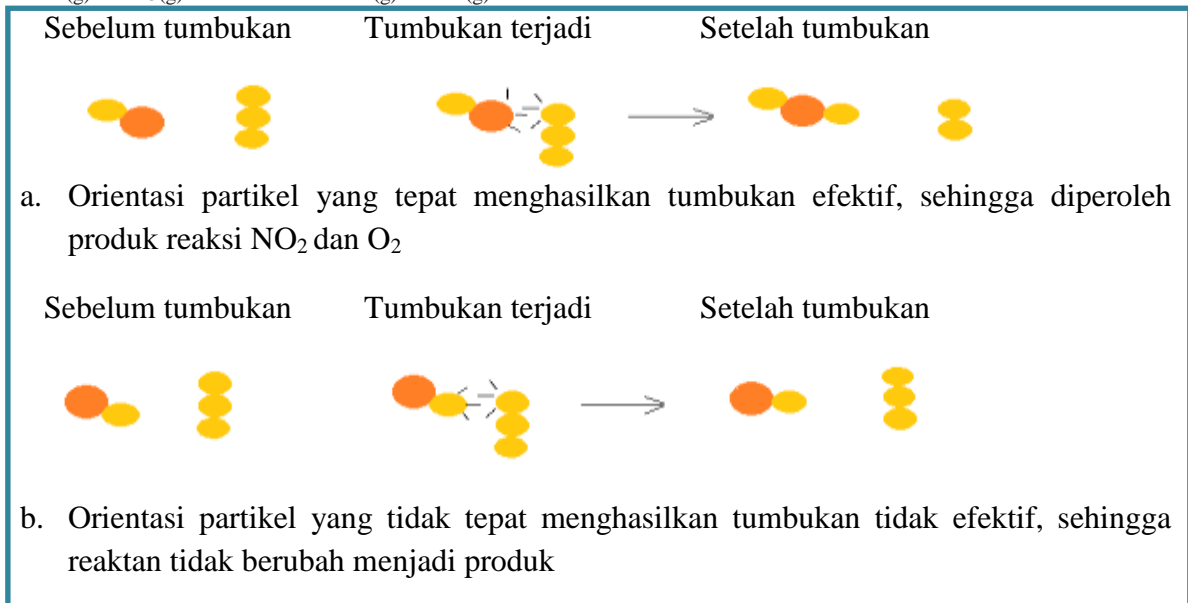 Sebelum tumbukan Tumbukan terjadi Setelah tumbukan
a. Orientasi partikel yang tepat menghasilkan tumbukan efektif, sehingga diperoleh
produk reaksi NO₂ dan O₂
Sebelum tumbukan Tumbukan terjadi Setelah tumbukan
b. Orientasi partikel yang tidak tepat menghasilkan tumbukan tidak efektif, sehingga
reaktan tidak berubah menjadi produk